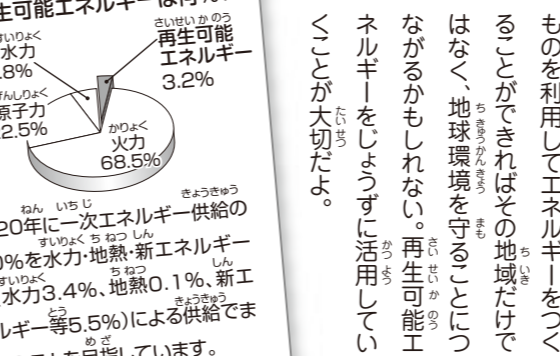 ものを利用してエネルギーをつく
ることができればその地域だけで
はなく、地球環境を守ることにつ
ながるかもしれない。再生可能エ
ネルギーをじょうずに活用してい
くことが大切だよ。
水力
.8%
再生可能
エネルギー
3.2%
原子力
2.5%
火力
68.5%
20年に一次エネルギー供給の
0%を水力・地熱・新エネルギー
水力3.4%、地熱0.1%、新エ
ルギー等5.5%)による供給でま
を目指しています。